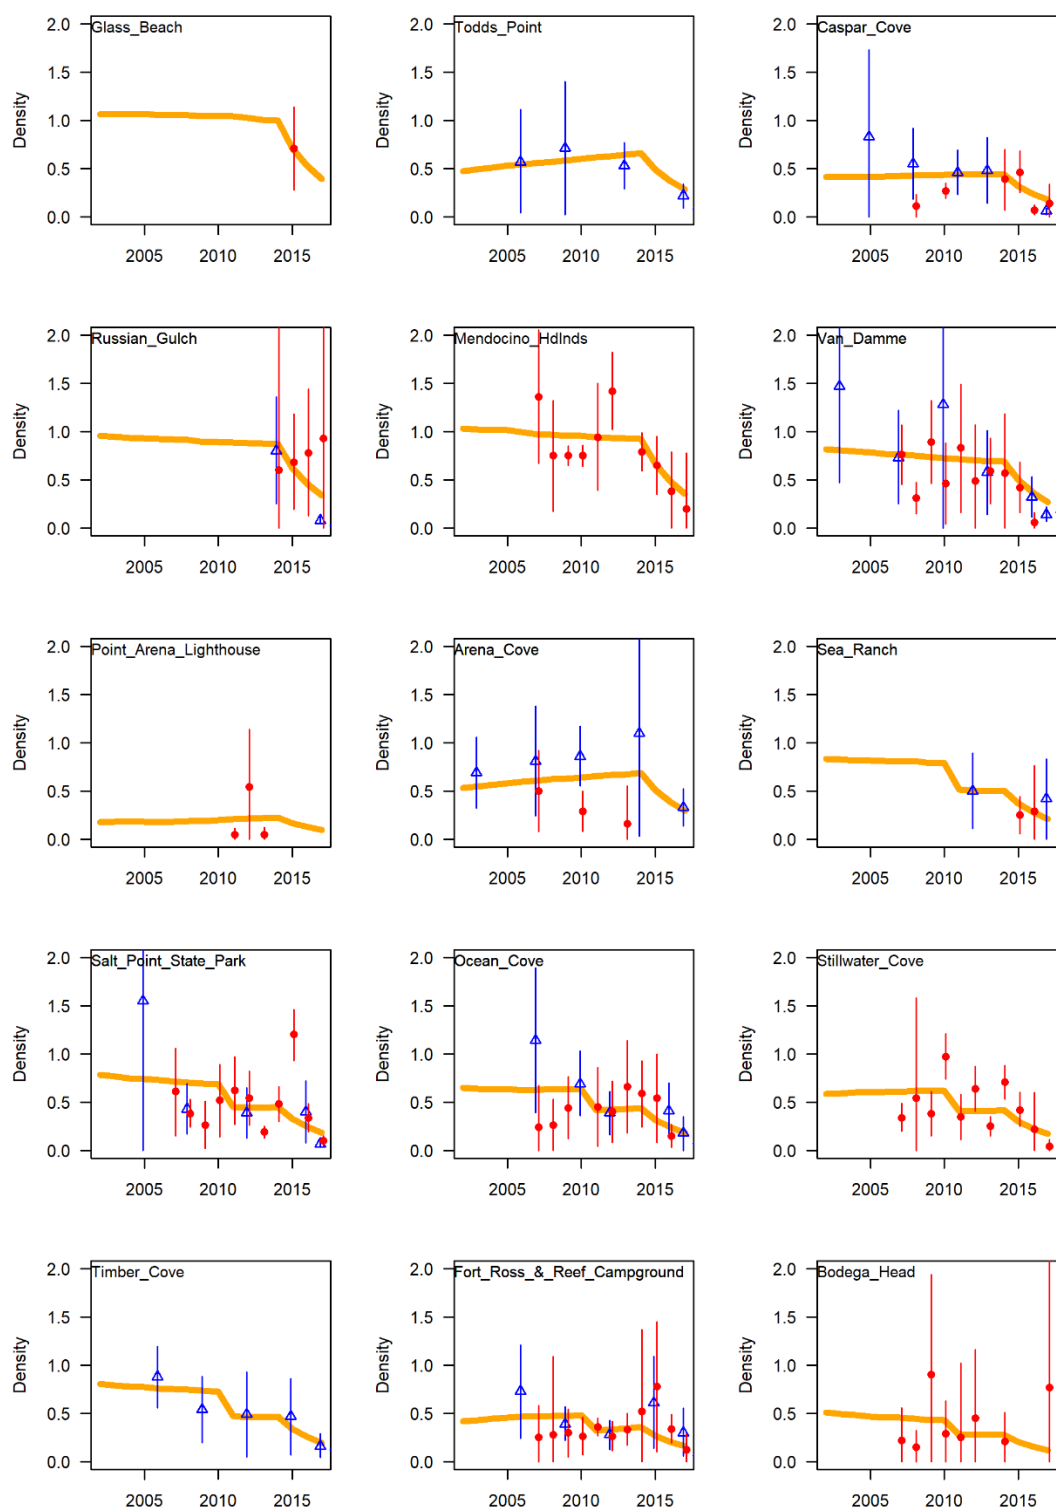 Glass_Beach
2.0
1.5
1.0
0.5
0.0
Density
2005 2010 2015
Todds_Point
2.0
1.5
1.0
0.5
0.0
Density
2005 2010 2015
Caspar_Cove
2.0
1.5
1.0
0.5
0.0
Density
2005 2010 2015
Russian_Gulch
2.0
1.5
1.0
0.5
0.0
Density
2005 2010 2015
Mendocino_Hdlnds
2.0
1.5
1.0
0.5
0.0
Density
2005 2010 2015
Van_Damme
2.0
1.5
1.0
0.5
0.0
Density
2005 2010 2015
Point_Arena_Lighthouse
2.0
1.5
1.0
0.5
0.0
Density
2005 2010 2015
Arena_Cove
2.0
1.5
1.0
0.5
0.0
Density
2005 2010 2015
Sea_Ranch
2.0
1.5
1.0
0.5
0.0
Density
2005 2010 2015
Salt_Point_State_Park
2.0
1.5
1.0
0.5
0.0
Density
2005 2010 2015
Ocean_Cove
2.0
1.5
1.0
0.5
0.0
Density
2005 2010 2015
Stillwater_Cove
2.0
1.5
1.0
0.5
0.0
Density
2005 2010 2015
Timber_Cove
2.0
1.5
1.0
0.5
0.0
Density
2005 2010 2015
Fort_Ross_&_Reef_Campground
2.0
1.5
1.0
0.5
0.0
Density
2005 2010 2015
Bodega_Head
2.0
1.5
1.0
0.5
0.0
Density
2005 2010 2015